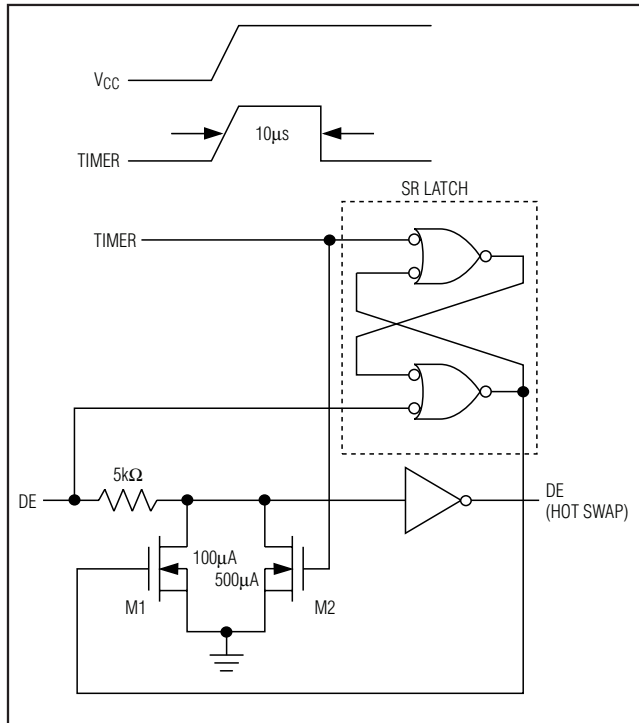 VCC
10μs
TIMER
SR LATCH
TIMER
5kΩ
DE
DE
(HOT SWAP)
100μA
500μA
M1
M2